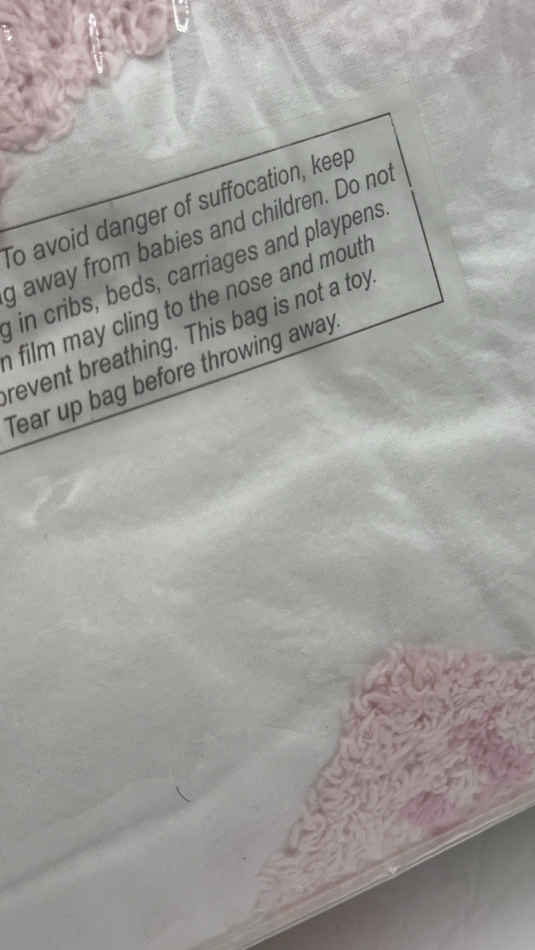 To avoid danger of suffocation, keep
away from babies and children. Do not
in cribs, beds, carriages and playpens.
film may cling to the nose and mouth
prevent breathing. This bag is not a toy.
Tear up bag before throwing away.